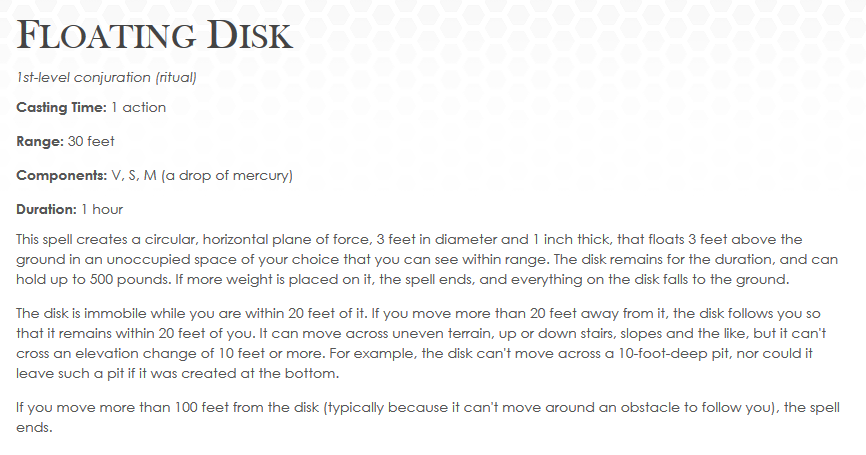 Floating Disk
1st-level conjuration (ritual)
Casting Time: 1 action
Range: 30 feet
Components: V, S, M (a drop of mercury)
Duration: 1 hour
This spell creates a circular, horizontal plane of force, 3 feet in diameter and 1 inch thick, that floats 3 feet above the
ground in an unoccupied space of your choice that you can see within range. The disk remains for the duration, and can
hold up to 500 pounds. If more weight is placed on it, the spell ends, and everything on the disk falls to the ground.
The disk is immobile while you are within 20 feet of it. If you move more than 20 feet away from it, the disk follows you so
that it remains within 20 feet of you. It can move across uneven terrain, up or down stairs, slopes and the like, but it can't
cross an elevation change of 10 feet or more. For example, the disk can't move across a 10-foot-deep pit, nor could it
leave such a pit if it was created at the bottom.
If you move more than 100 feet from the disk (typically because it can't move around an obstacle to follow you), the spell
ends.